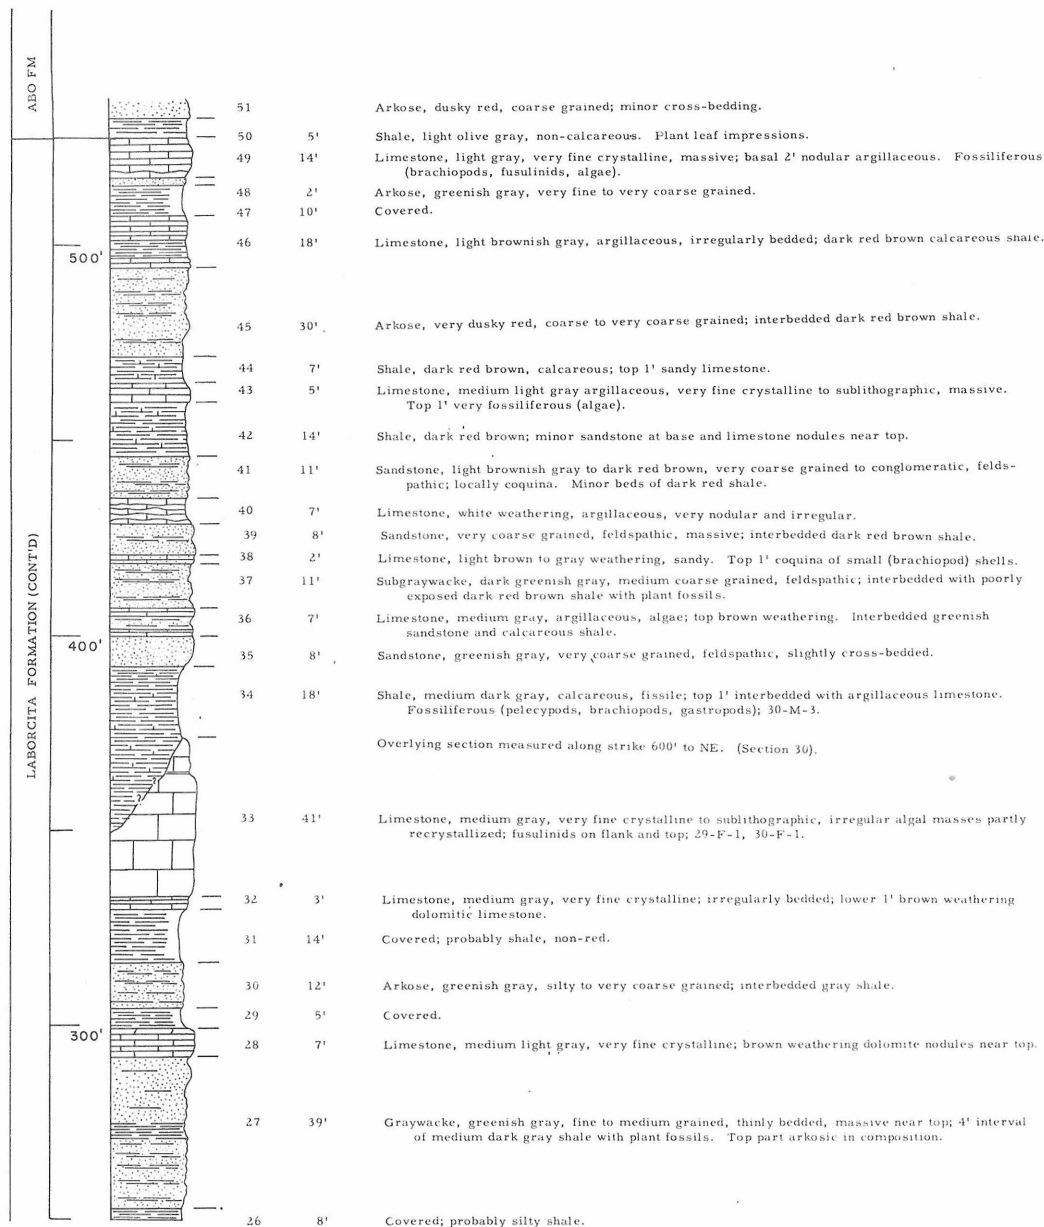 ABO FM
LABORCITA FORMATION (CONT'D)
51 Arkose, dusky red, coarse grained; minor cross-bedding.
50 5' Shale, light olive gray, non-calcareous. Plant leaf impressions.
49 14' Limestone, light gray, very fine crystalline, massive; basal 2' nodular argillaceous. Fossiliferous
(brachiopods, fusulinids, algae).
48 2' Arkose, greenish gray, very fine to very coarse grained.
47 10' Covered.
500'
46 18' Limestone, light brownish gray, argillaceous, irregularly bedded; dark red brown calcareous shale.
45 30' Arkose, very dusky red, coarse to very coarse grained; interbedded dark red brown shale.
44 7' Shale, dark red brown, calcareous; top 1' sandy limestone.
43 5' Limestone, medium light gray argillaceous, very fine crystalline to sublithographic, massive.
Top 1' very fossiliferous (algae).
42 14' Shale, dark red brown; minor sandstone at base and limestone nodules near top.
41 11' Sandstone, light brownish gray to dark red brown, very coarse grained to conglomeratic, felds-
pathic; locally coquina. Minor beds of dark red shale.
40 7' Limestone, white weathering, argillaceous, very nodular and irregular.
39 8' Sandstone, very coarse grained, feldspathic, massive; interbedded dark red brown shale.
38 2' Limestone, light brown to gray weathering, sandy. Top 1' coquina of small (brachiopod) shells.
37 11' Subgraywacke, dark greenish gray, medium coarse grained, feldspathic; interbedded with poorly
exposed dark red brown shale with plant fossils.
36 7' Limestone, medium gray, argillaceous, algae; top brown weathering. Interbedded greenish
sandstone and calcareous shale.
400'
35 8' Sandstone, greenish gray, very coarse grained, feldspathic, slightly cross-bedded.
34 18' Shale, medium dark gray, calcareous, fissile; top 1' interbedded with argillaceous limestone.
Fossiliferous (pelecypods, brachiopods, gastropods); 30-M-3.
Overlying section measured along strike 600' to NE. (Section 30).
?
?
33 41' Limestone, medium gray, very fine crystalline to sublithographic, irregular algal masses partly
recrystallized; fusulinids on flank and top; 29-F-1, 30-F-1.
32 3' Limestone, medium gray, very fine crystalline; irregularly bedded; lower 1' brown weathering
dolomitic limestone.
31 14' Covered; probably shale, non-red.
30 12' Arkose, greenish gray, silty to very coarse grained; interbedded gray shale.
29 5' Covered.
300'
28 7' Limestone, medium light gray, very fine crystalline; brown weathering dolomite nodules near top.
27 39' Graywacke, greenish gray, fine to medium grained, thinly bedded, massive near top; 4' interval
of medium dark gray shale with plant fossils. Top part arkosic in composition.
26 8' Covered; probably silty shale.